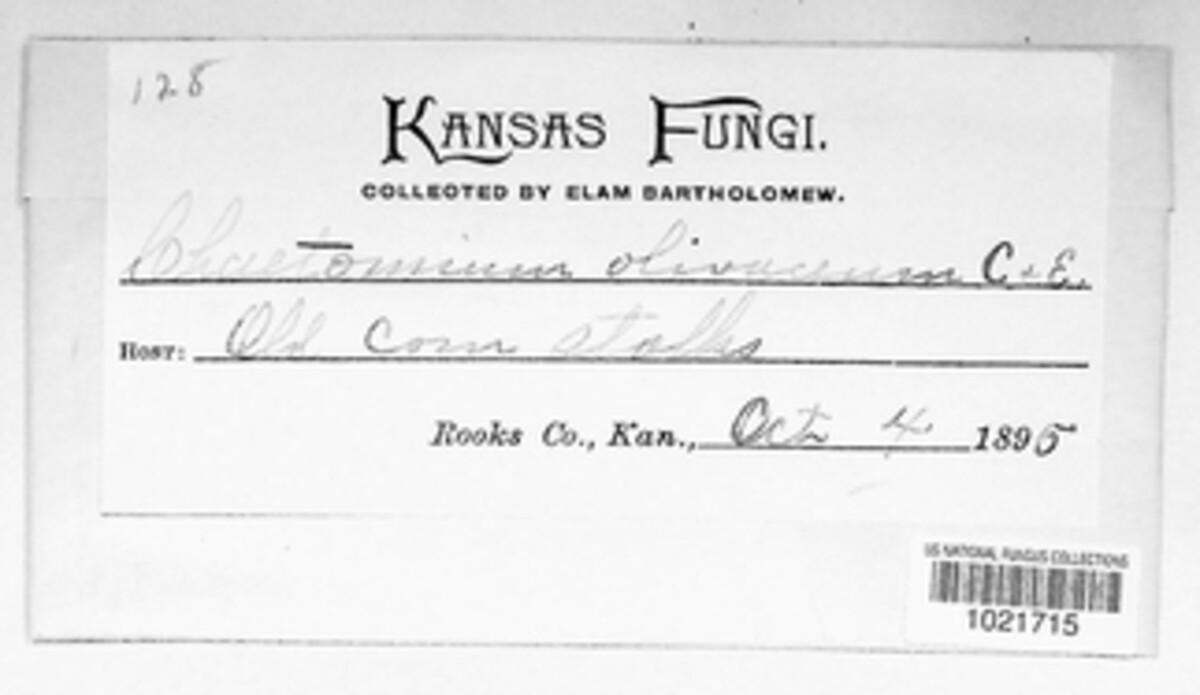 128
KANSAS FUNGI.
COLLECTED BY ELAM BARTHOLOMEW.
Chaetomium olivaceum C & E.
HOST: Old Corn Stalks
Rooks Co., Kan., Oct 4 1895
US NATIONAL FUNGUS COLLECTIONS
1021715